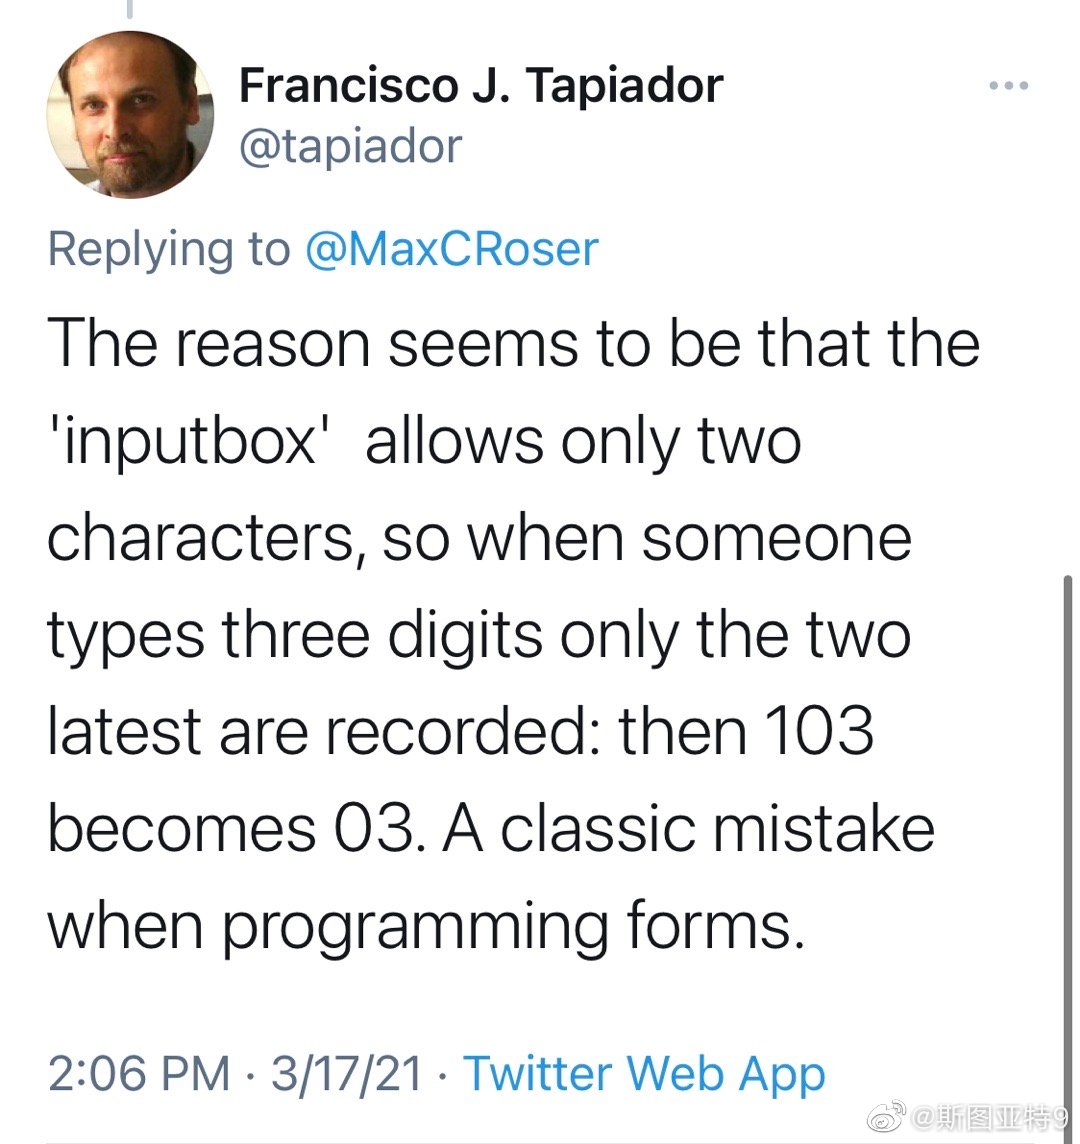 Francisco J. Tapiador
@tapiador
Replying to @MaxCRoser
The reason seems to be that the
'inputbox'  allows only two
characters, so when someone
types three digits only the two
latest are recorded: then 103
becomes 03. A classic mistake
when programming forms.
2:06 PM · 3/17/21 · Twitter Web App
@斯图亚特9